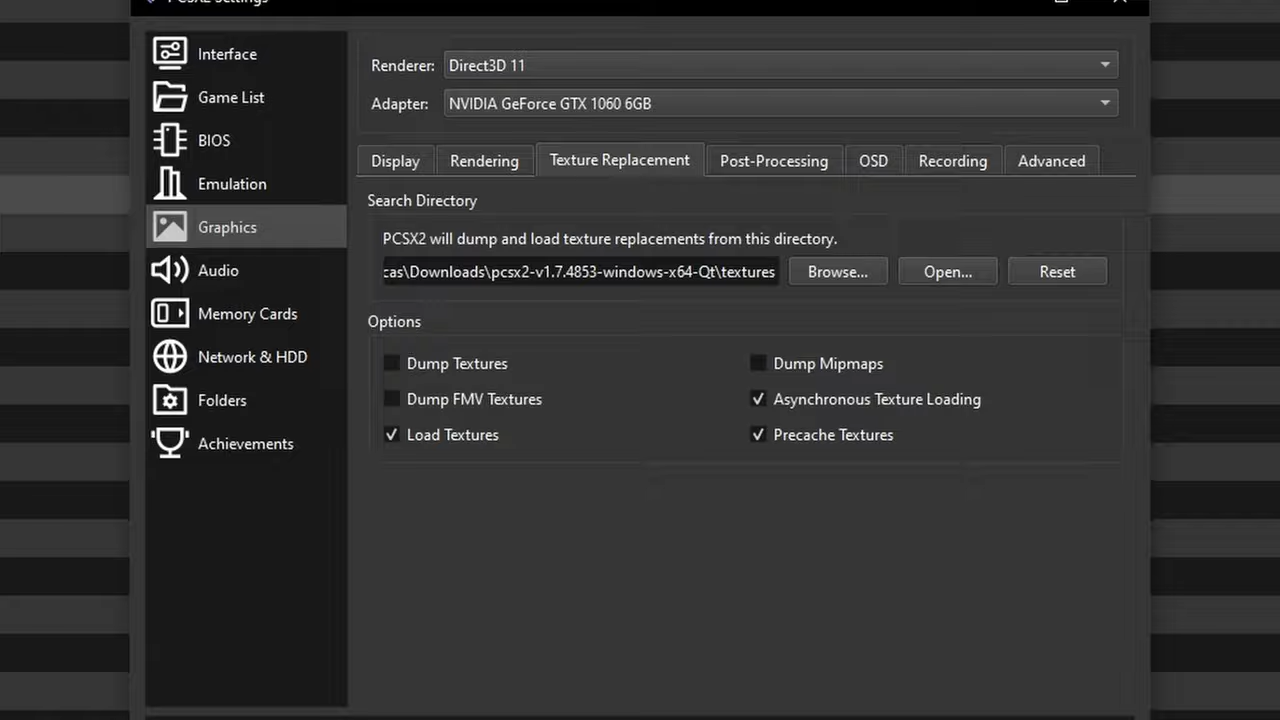 PCSX2 Settings
Interface
Game List
BIOS
Emulation
Graphics
Audio
Memory Cards
Network & HDD
Folders
Achievements
Renderer: Direct3D 11
Adapter: NVIDIA GeForce GTX 1060 6GB
Display Rendering Texture Replacement Post-Processing OSD Recording Advanced
Search Directory
PCSX2 will dump and load texture replacements from this directory.
cas\Downloads\pcsx2-v1.7.4853-windows-x64-Qt\textures Browse... Open... Reset
Options
Dump Textures Dump Mipmaps
Dump FMV Textures Asynchronous Texture Loading
Load Textures Precache Textures